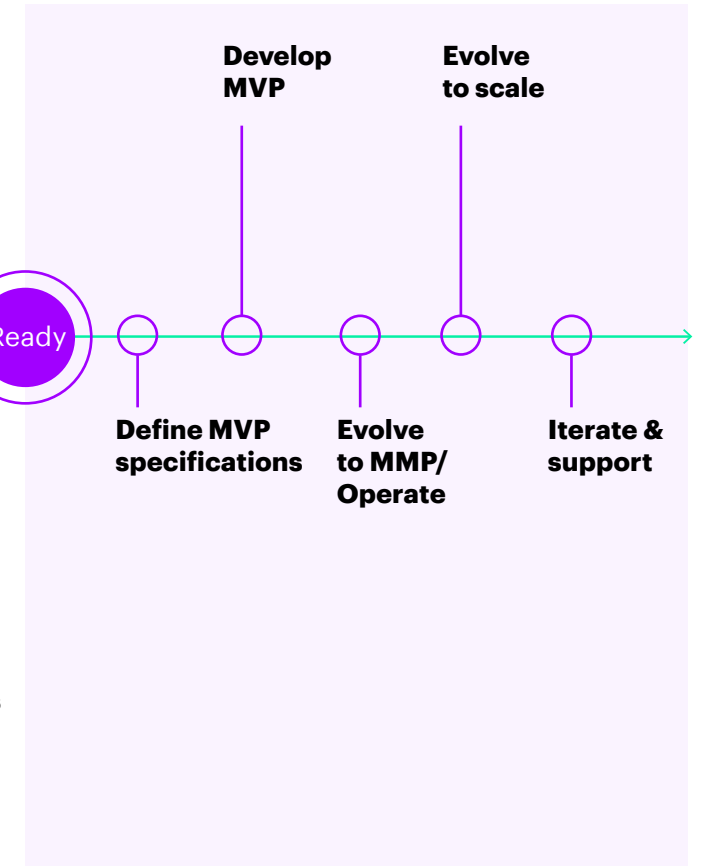 Develop
MVP
Evolve
to scale
Ready
Define MVP
specifications
Evolve
to MMP/
Operate
Iterate &
support